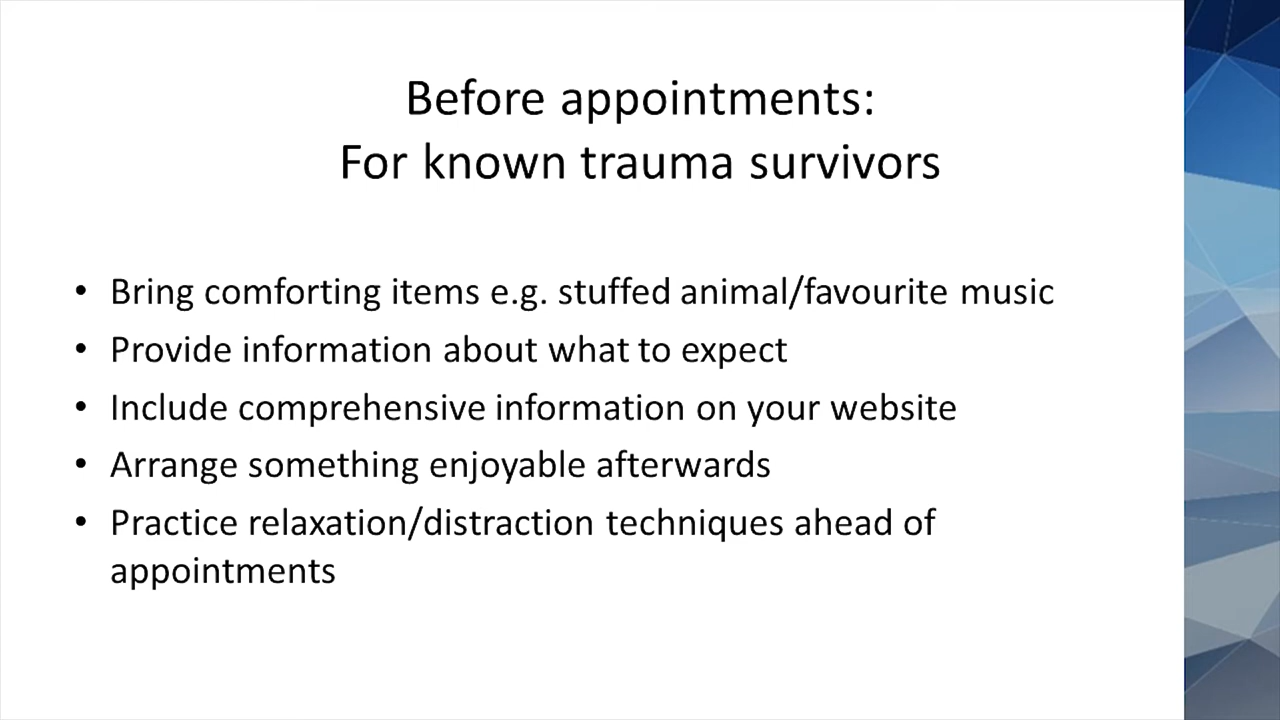 Before appointments:
For known trauma survivors
• Bring comforting items e.g. stuffed animal/favourite music
• Provide information about what to expect
• Include comprehensive information on your website
• Arrange something enjoyable afterwards
• Practice relaxation/distraction techniques ahead of
appointments